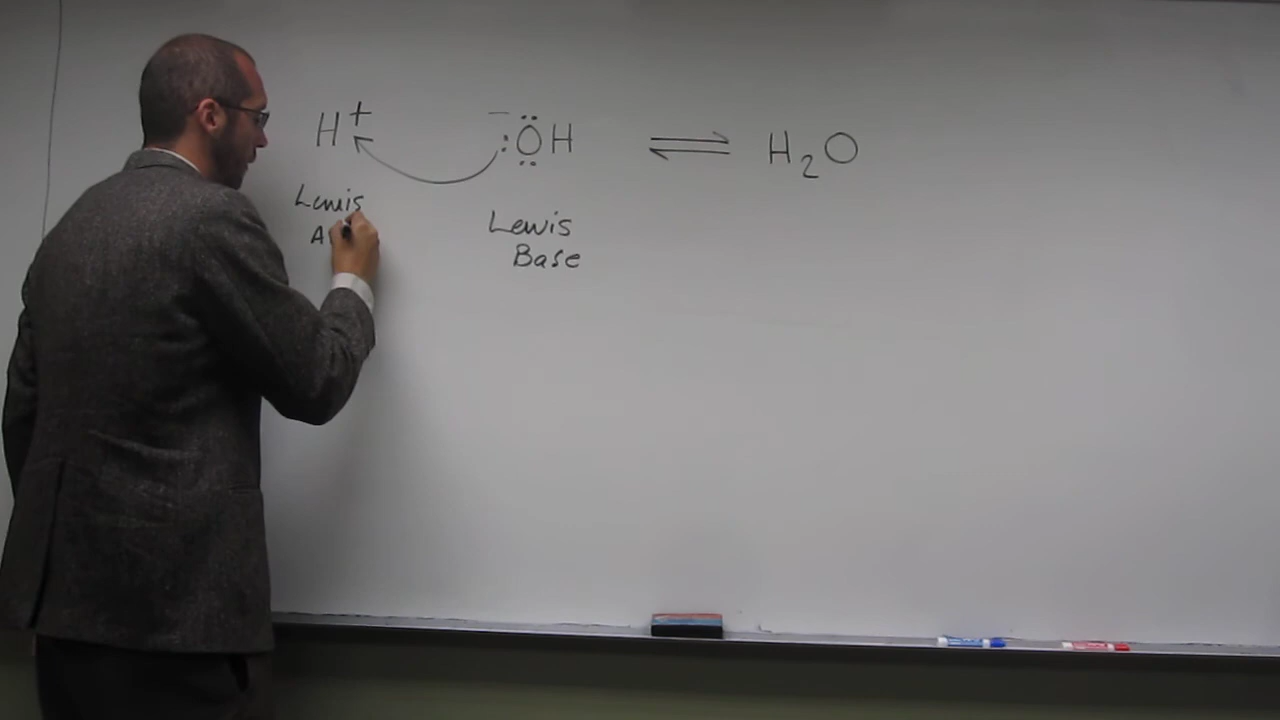 H⁺ ⁻:ÖH ⇌ H₂O
Lewis
Lewis
Base